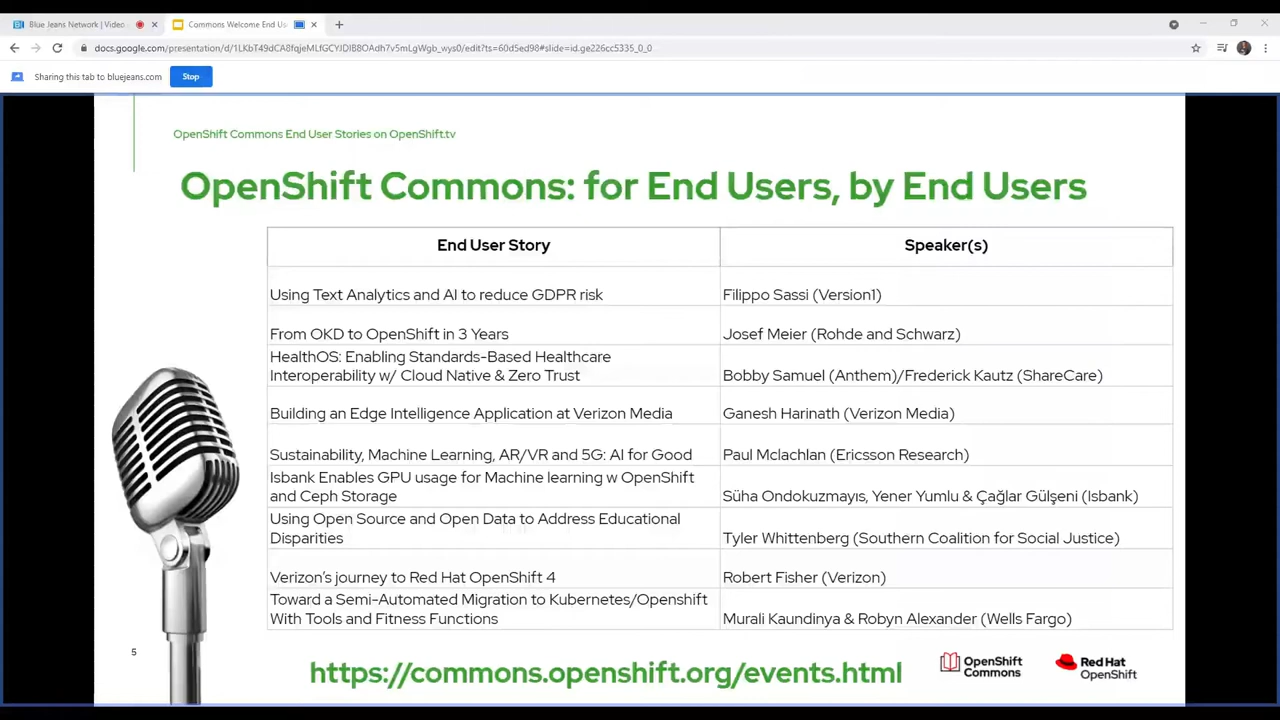 Blue Jeans Network | Video
Commons Welcome End Us
docs.google.com/presentation/d/1LKbT49dCA8fqjeMLfGCYJDIB8OAdh7v5mLgWgb_wys0/edit?ts=60d5ed98#slide=id.ge226cc5335_0_0
Sharing this tab to bluejeans.com
Stop
OpenShift Commons End User Stories on OpenShift.tv
OpenShift Commons: for End Users, by End Users
End User Story
Speaker(s)
Using Text Analytics and AI to reduce GDPR risk
Filippo Sassi (Version1)
From OKD to OpenShift in 3 Years
Josef Meier (Rohde and Schwarz)
HealthOS: Enabling Standards-Based Healthcare
Interoperability w/ Cloud Native & Zero Trust
Bobby Samuel (Anthem)/Frederick Kautz (ShareCare)
Building an Edge Intelligence Application at Verizon Media
Ganesh Harinath (Verizon Media)
Sustainability, Machine Learning, AR/VR and 5G: AI for Good
Paul Mclachlan (Ericsson Research)
Isbank Enables GPU usage for Machine learning w OpenShift
and Ceph Storage
Süha Ondokuzmayıs, Yener Yumlu & Çağlar Gülşeni (Isbank)
Using Open Source and Open Data to Address Educational
Disparities
Tyler Whittenberg (Southern Coalition for Social Justice)
Verizon’s journey to Red Hat OpenShift 4
Robert Fisher (Verizon)
Toward a Semi-Automated Migration to Kubernetes/Openshift
With Tools and Fitness Functions
Murali Kaundinya & Robyn Alexander (Wells Fargo)
5
https://commons.openshift.org/events.html
OpenShift
Commons
Red Hat
OpenShift